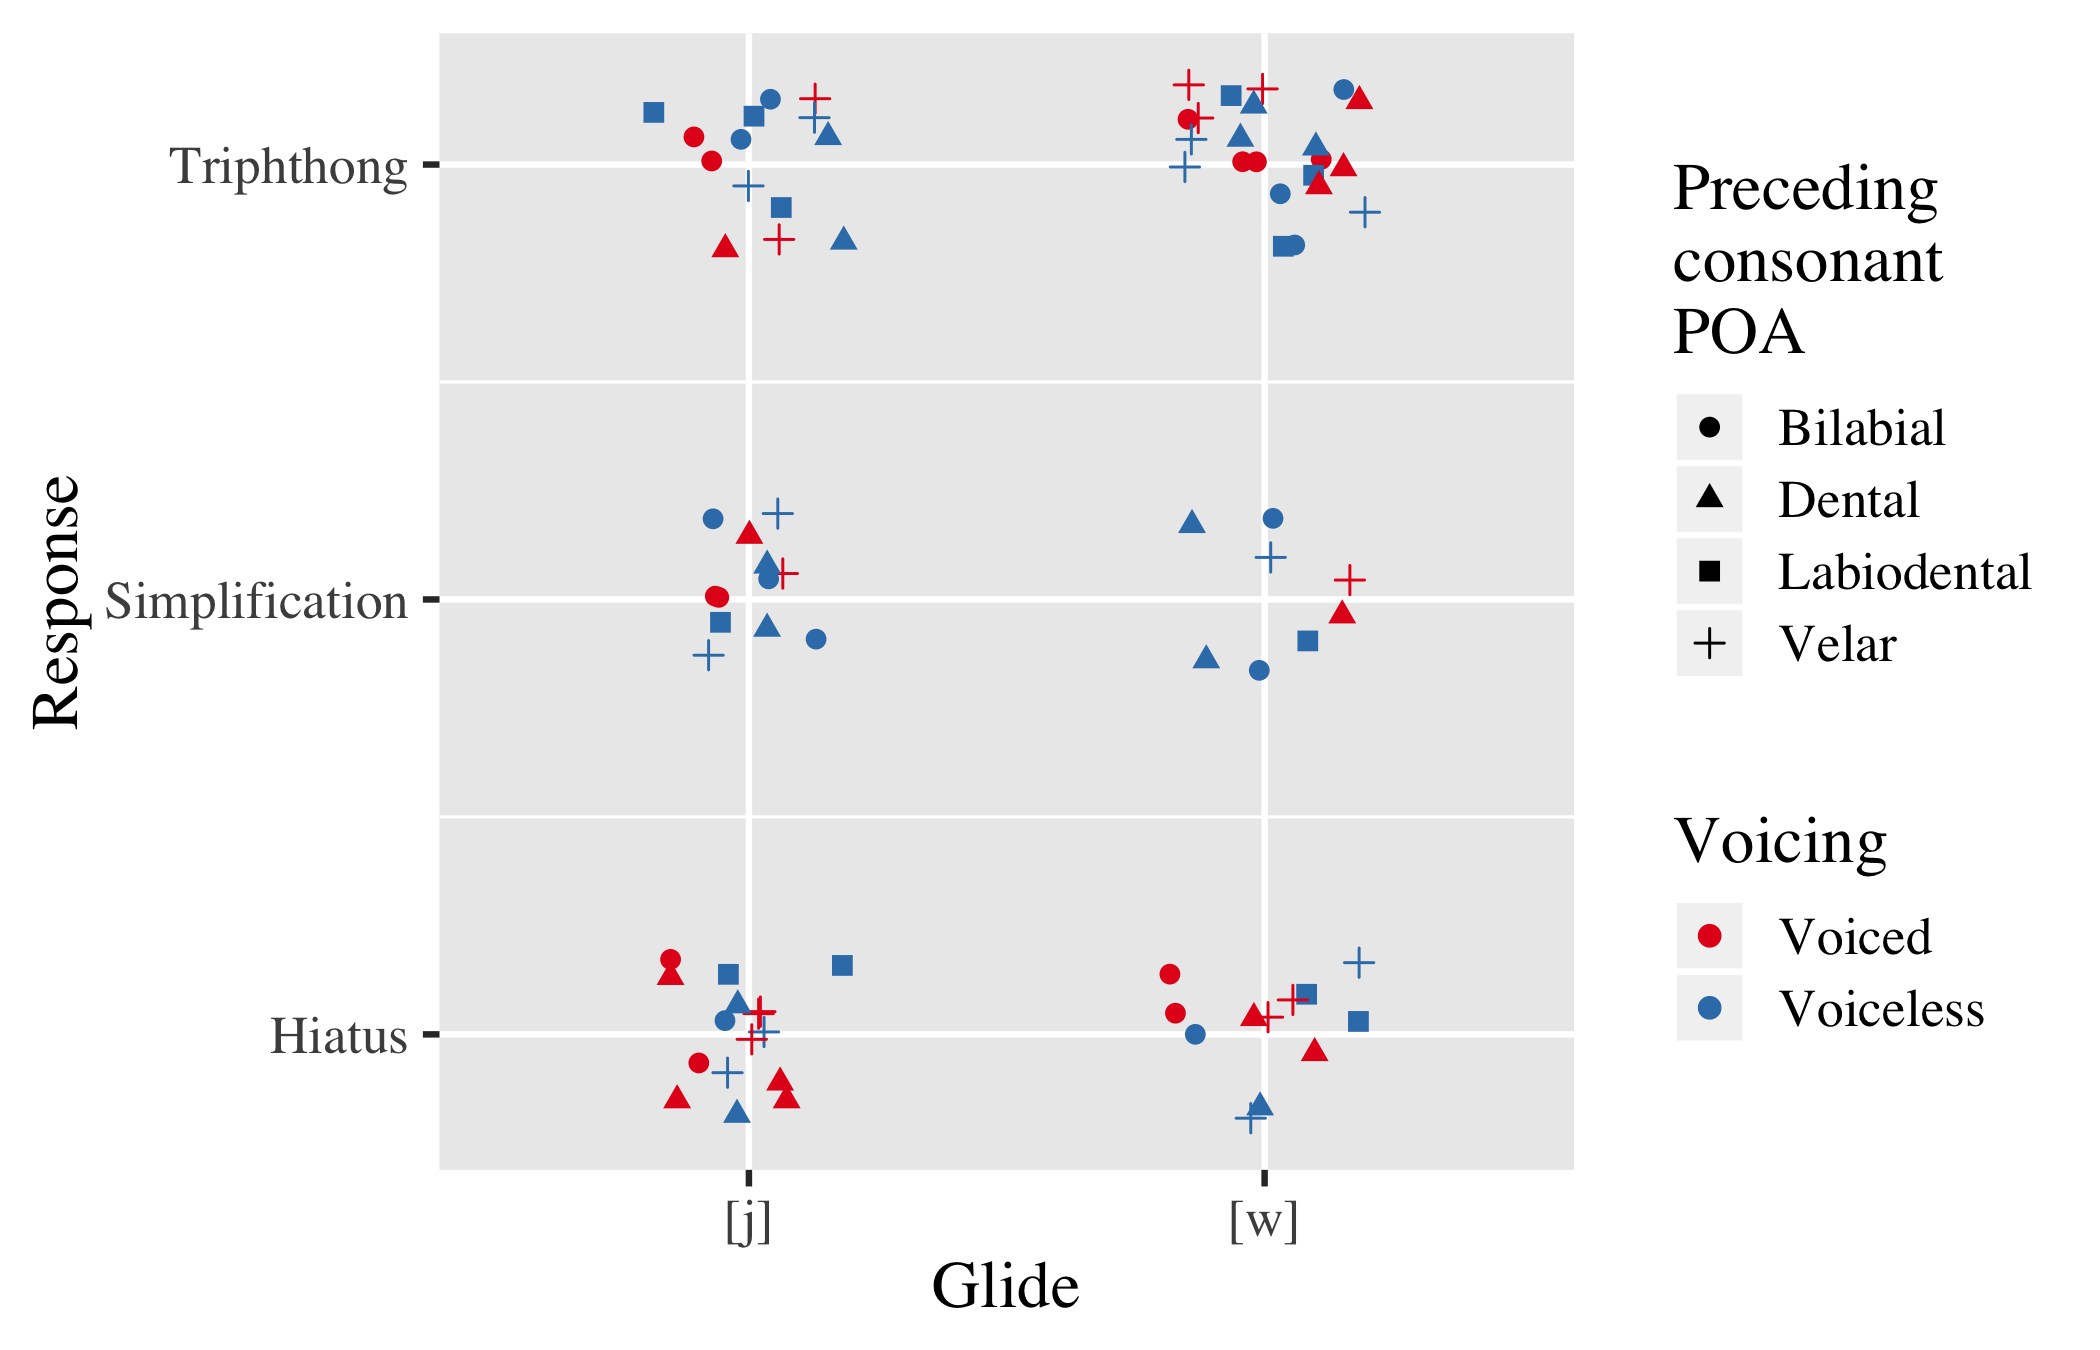 Triphthong
Simplification
Hiatus
Response
[j]
[w]
Glide
Preceding
consonant
POA
Bilabial
Dental
Labiodental
Velar
Voicing
Voiced
Voiceless